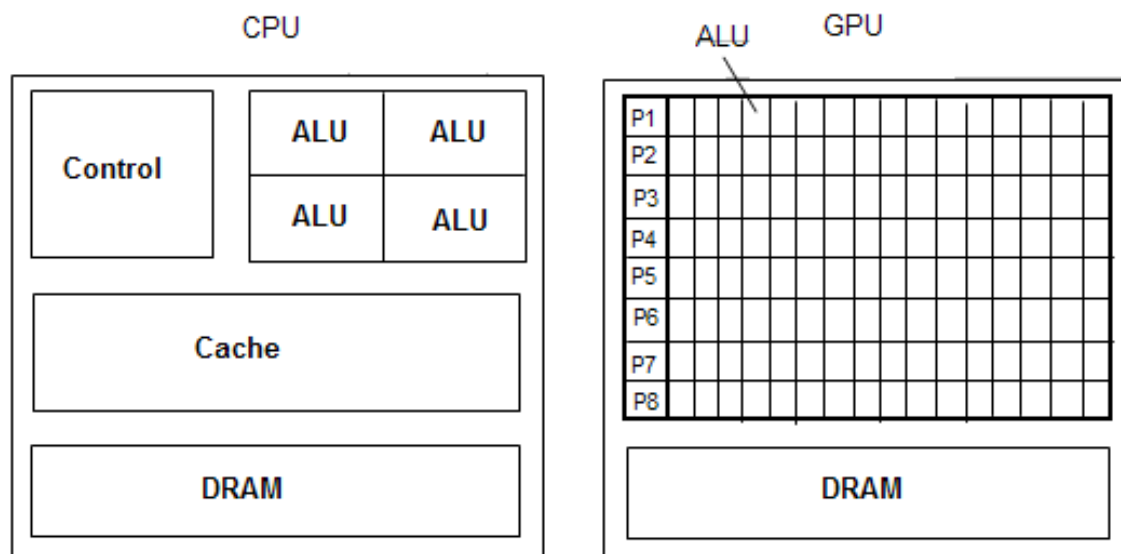 CPU
Control
ALU ALU
ALU ALU
Cache
DRAM
GPU
ALU
P1
P2
P3
P4
P5
P6
P7
P8
DRAM